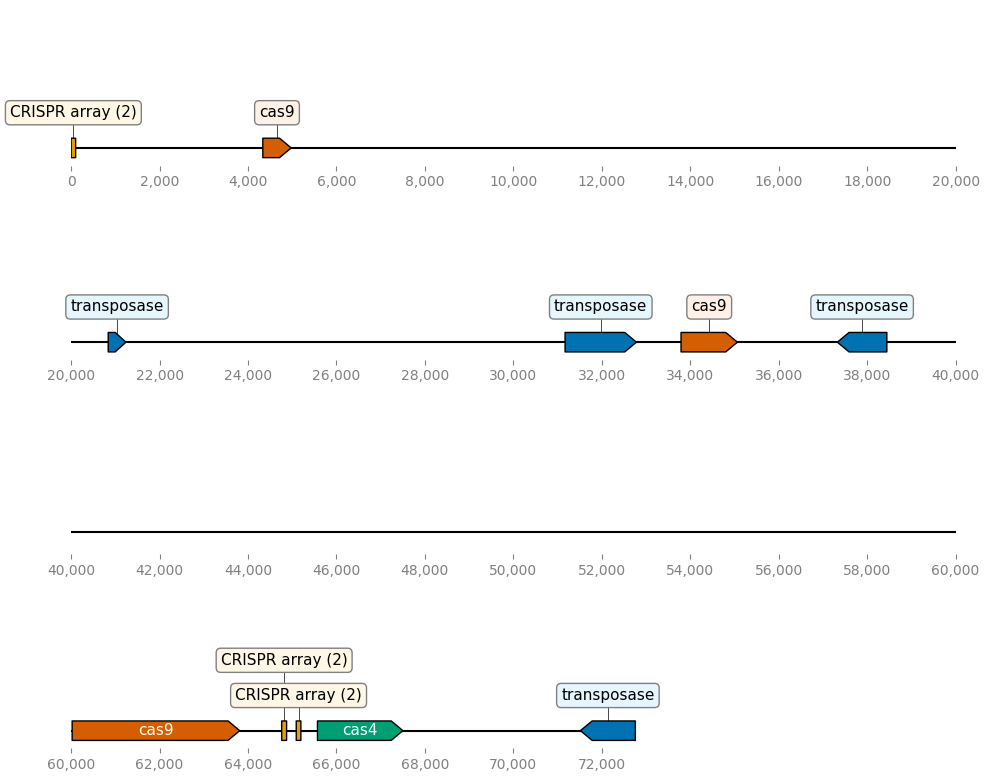 CRISPR array (2) cas9
0 2,000 4,000 6,000 8,000 10,000 12,000 14,000 16,000 18,000 20,000
transposase transposase cas9 transposase
20,000 22,000 24,000 26,000 28,000 30,000 32,000 34,000 36,000 38,000 40,000
40,000 42,000 44,000 46,000 48,000 50,000 52,000 54,000 56,000 58,000 60,000
CRISPR array (2)
CRISPR array (2) transposase
cas9 cas4
60,000 62,000 64,000 66,000 68,000 70,000 72,000